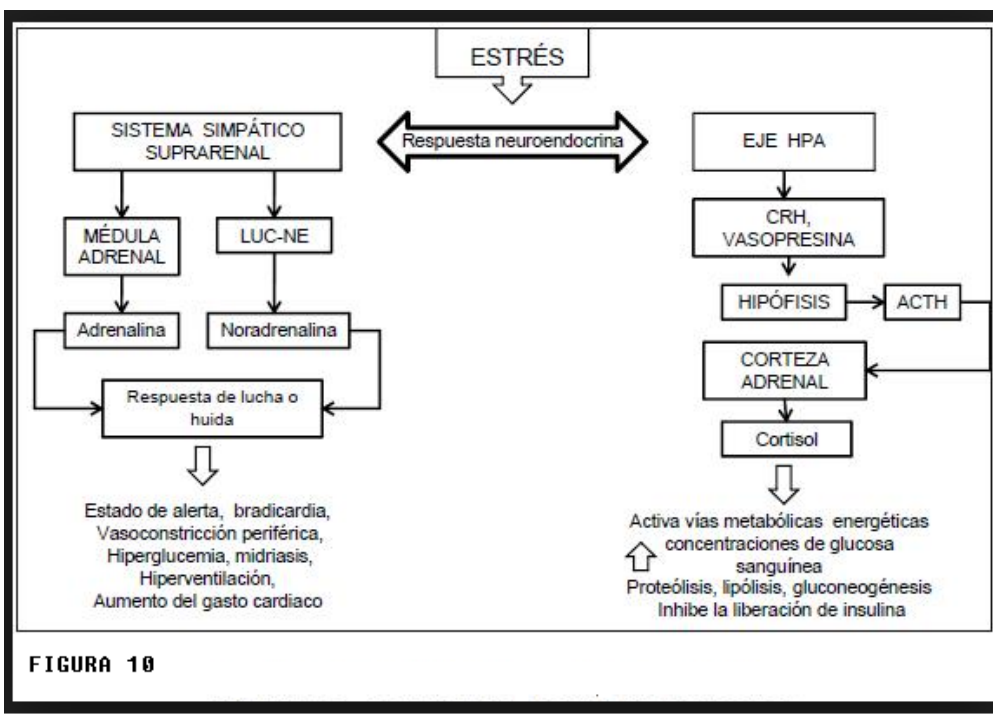 ESTRÉS
SISTEMA SIMPÁTICO
SUPRARENAL
Respuesta neuroendocrina
EJE HPA
MÉDULA
ADRENAL
LUC-NE
CRH,
VASOPRESINA
Adrenalina
Noradrenalina
HIPÓFISIS
ACTH
Respuesta de lucha o
huida
CORTEZA
ADRENAL
Cortisol
Estado de alerta, bradicardia,
Vasoconstricción periférica,
Hiperglucemia, midriasis,
Hiperventilación,
Aumento del gasto cardiaco
Activa vías metabólicas energéticas
concentraciones de glucosa
sanguínea
Proteólisis, lipólisis, gluconeogénesis
Inhibe la liberación de insulina
FIGURA 10